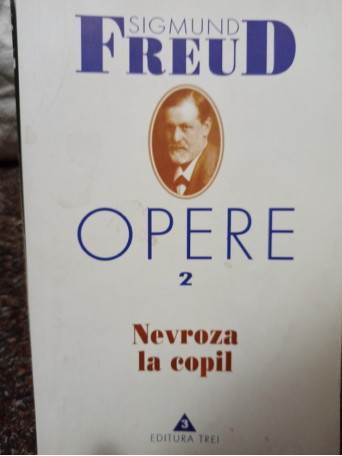 SIGMUND
FREUD
OPERE
2
Nevroza
la copil
3
EDITURA TREI